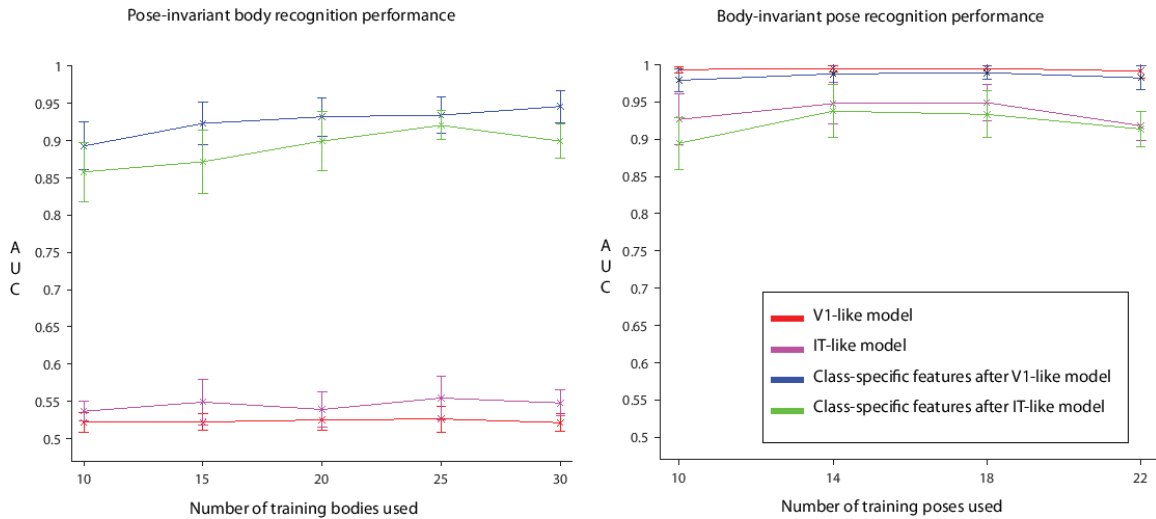 Pose-invariant body recognition performance
1
0.95
0.9
0.85
0.8
0.75
0.7
0.65
0.6
0.55
0.5
A
U
C
10
15
20
25
30
Number of training bodies used
Body-invariant pose recognition performance
1
0.95
0.9
0.85
0.8
0.75
0.7
0.65
0.6
0.55
0.5
A
U
C
V1-like model
IT-like model
Class-specific features after V1-like model
Class-specific features after IT-like model
10
14
18
22
Number of training poses used